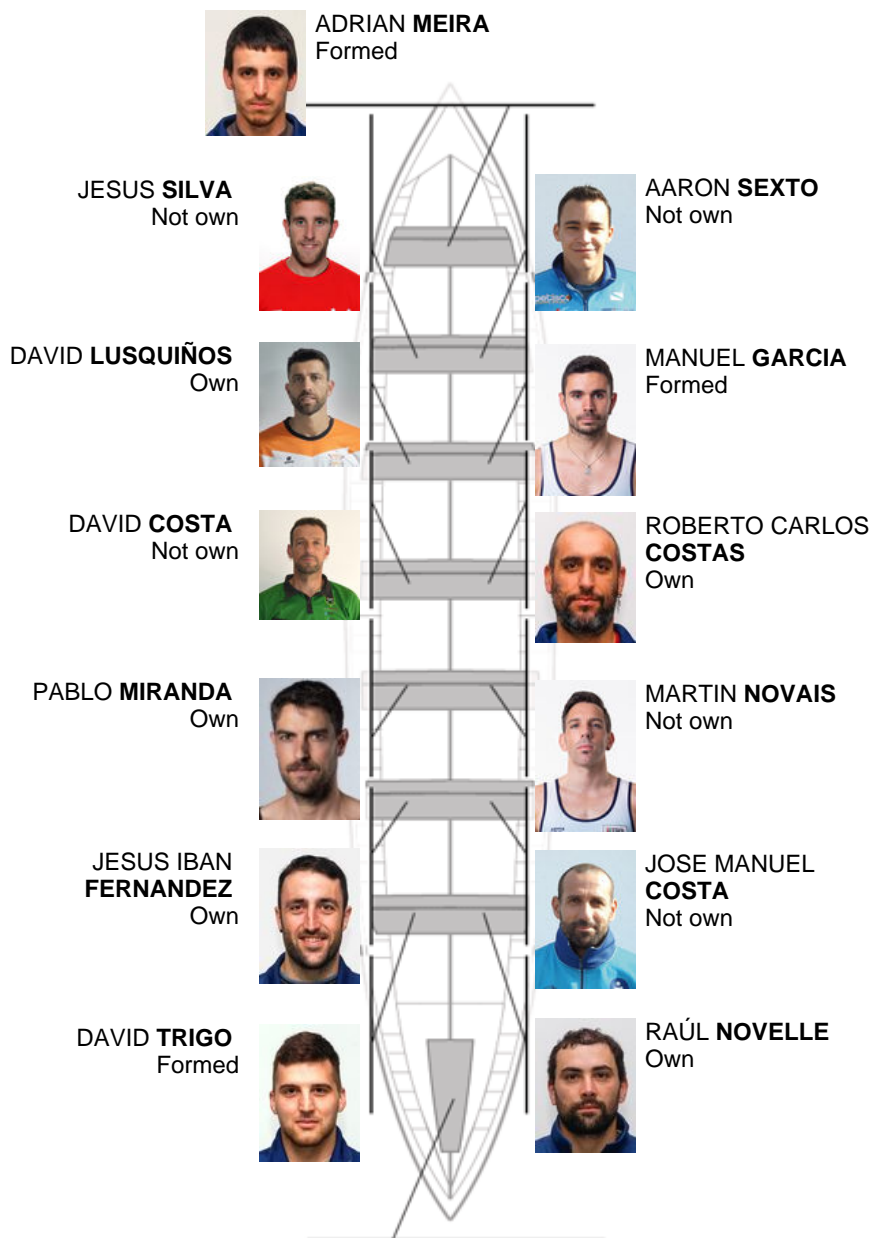 ADRIAN MEIRA
Formed
JESUS SILVA
Not own
AARON SEXTO
Not own
DAVID LUSQUIÑOS
Own
MANUEL GARCIA
Formed
DAVID COSTA
Not own
ROBERTO CARLOS
COSTAS
Own
PABLO MIRANDA
Own
MARTIN NOVAIS
Not own
JESUS IBAN
FERNANDEZ
Own
JOSE MANUEL
COSTA
Not own
DAVID TRIGO
Formed
RAÚL NOVELLE
Own